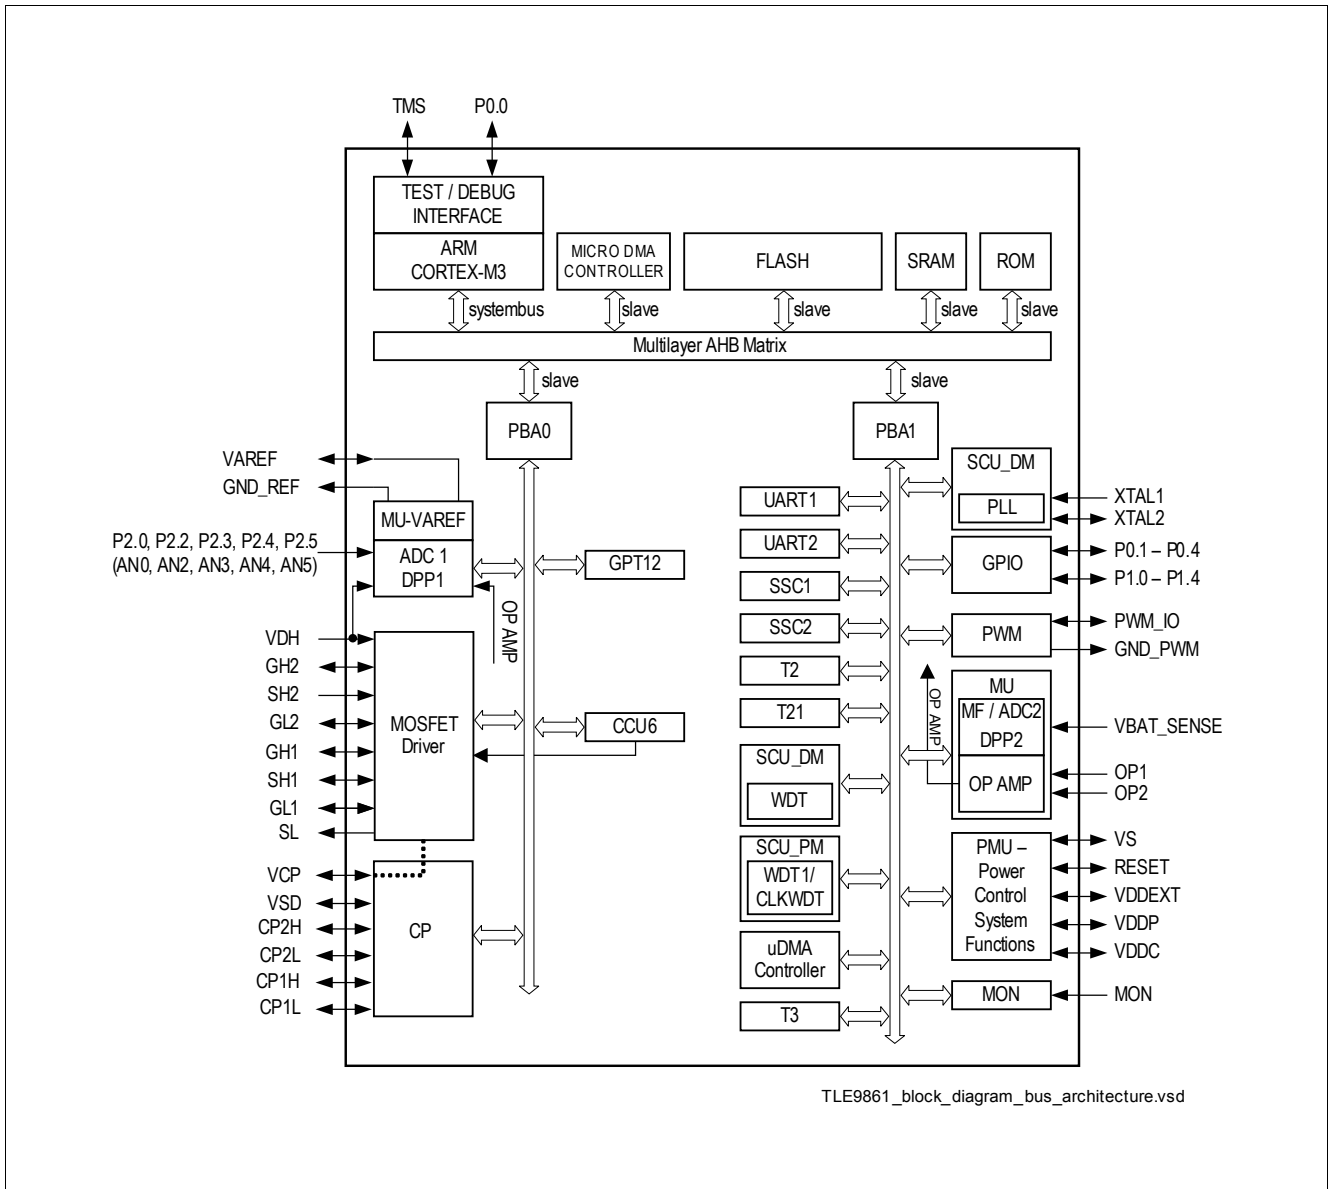 TMS
P0.0
TEST / DEBUG
INTERFACE
ARM
CORTEX-M3
MICRO DMA
CONTROLLER
FLASH
SRAM
ROM
systembus
slave
slave
slave
slave
Multilayer AHB Matrix
slave
slave
PBA0
PBA1
VAREF
GND_REF
MU-VAREF
P2.0, P2.2, P2.3, P2.4, P2.5
(AN0, AN2, AN3, AN4, AN5)
ADC 1
DPP1
GPT12
OP AMP
VDH
GH2
SH2
GL2
GH1
SH1
GL1
SL
MOSFET
Driver
CCU6
VCP
VSD
CP2H
CP2L
CP1H
CP1L
CP
UART1
UART2
SSC1
SSC2
T2
T21
SCU_DM
WDT
SCU_PM
WDT1/
CLKWDT
uDMA
Controller
T3
SCU_DM
PLL
XTAL1
XTAL2
GPIO
P0.1 – P0.4
P1.0 – P1.4
PWM
PWM_IO
GND_PWM
OP AMP
MU
MF / ADC2
DPP2
OP AMP
VBAT_SENSE
OP1
OP2
PMU –
Power
Control
System
Functions
VS
RESET
VDDEXT
VDDP
VDDC
MON
MON
TLE9861_block_diagram_bus_architecture.vsd